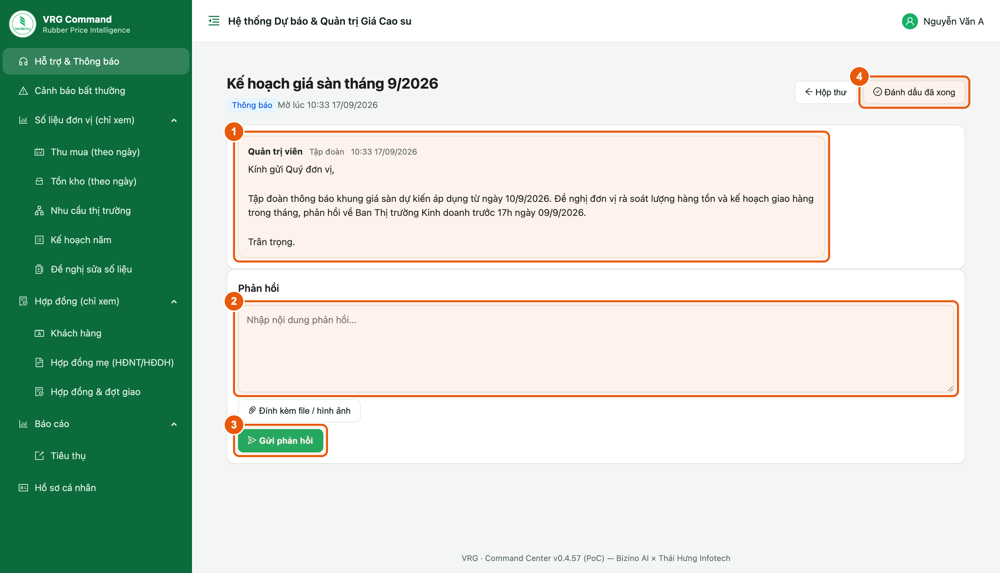 VRG Command
Rubber Price Intelligence
Hỗ trợ & Thông báo
Cảnh báo bất thường
Số liệu đơn vị (chỉ xem)
Thu mua (theo ngày)
Tồn kho (theo ngày)
Nhu cầu thị trường
Kế hoạch năm
Đề nghị sửa số liệu
Hợp đồng (chỉ xem)
Khách hàng
Hợp đồng mẹ (HĐNT/HĐDH)
Hợp đồng & đợt giao
Báo cáo
Tiêu thụ
Hồ sơ cá nhân
Hệ thống Dự báo & Quản trị Giá Cao su
Nguyễn Văn A
Kế hoạch giá sàn tháng 9/2026
Thông báo Mở lúc 10:33 17/09/2026
Hộp thư
4
Đánh dấu đã xong
1
Quản trị viên Tập đoàn 10:33 17/09/2026
Kính gửi Quý đơn vị,
Tập đoàn thông báo khung giá sàn dự kiến áp dụng từ ngày 10/9/2026. Đề nghị đơn vị rà soát lượng hàng tồn và kế hoạch giao hàng
trong tháng, phản hồi về Ban Thị trường Kinh doanh trước 17h ngày 09/9/2026.
Trân trọng.
Phản hồi
2
Nhập nội dung phản hồi...
Đính kèm file / hình ảnh
3
Gửi phản hồi
VRG · Command Center v0.4.57 (PoC) — Bizino AI × Thái Hưng Infotech